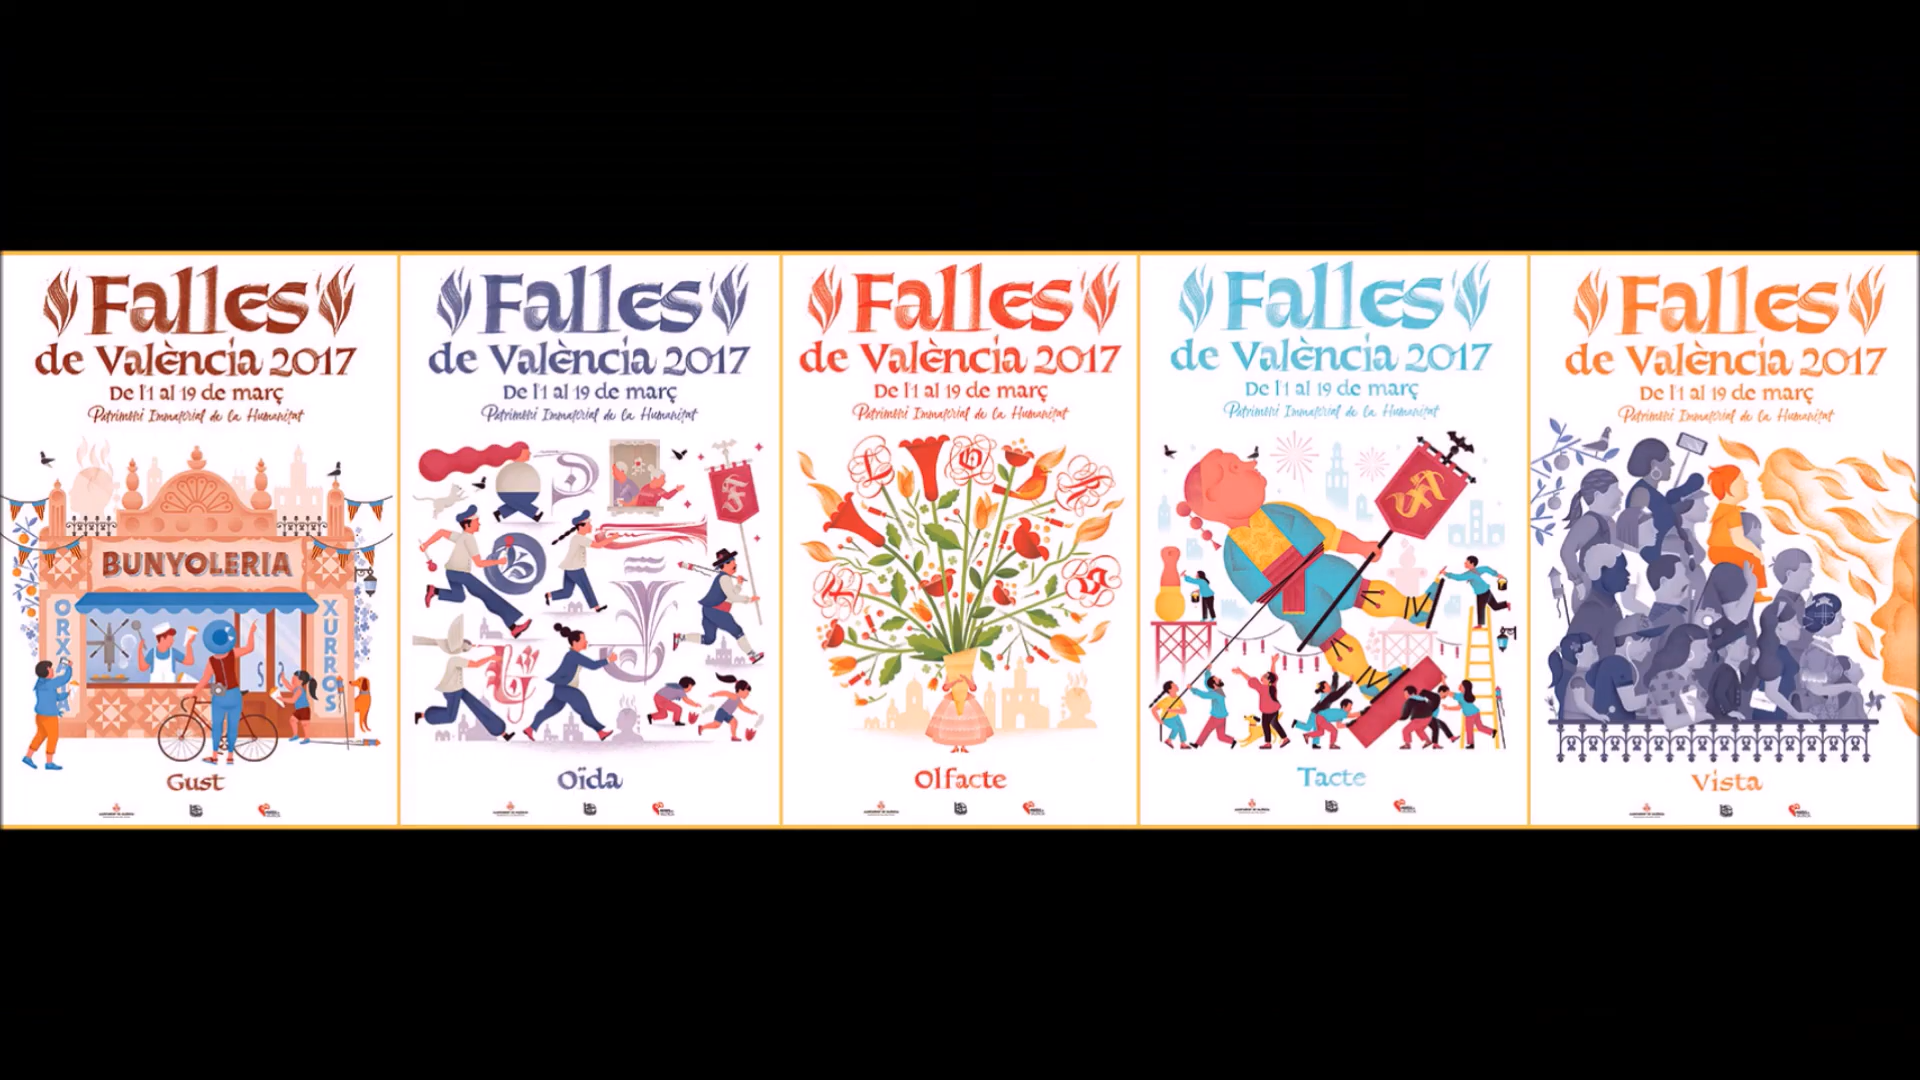 Falles
de València 2017
De l'1 al 19 de març
Patrimoni Immaterial de la Humanitat
BUNYOLERIA
ORXA
XURROS
Gust
Falles
de València 2017
De l'1 al 19 de març
Patrimoni Immaterial de la Humanitat
F
Oïda
Falles
de València 2017
De l'1 al 19 de març
Patrimoni Immaterial de la Humanitat
Olfacte
Falles
de València 2017
De l'1 al 19 de març
Patrimoni Immaterial de la Humanitat
F
Tacte
Falles
de València 2017
De l'1 al 19 de març
Patrimoni Immaterial de la Humanitat
Vista